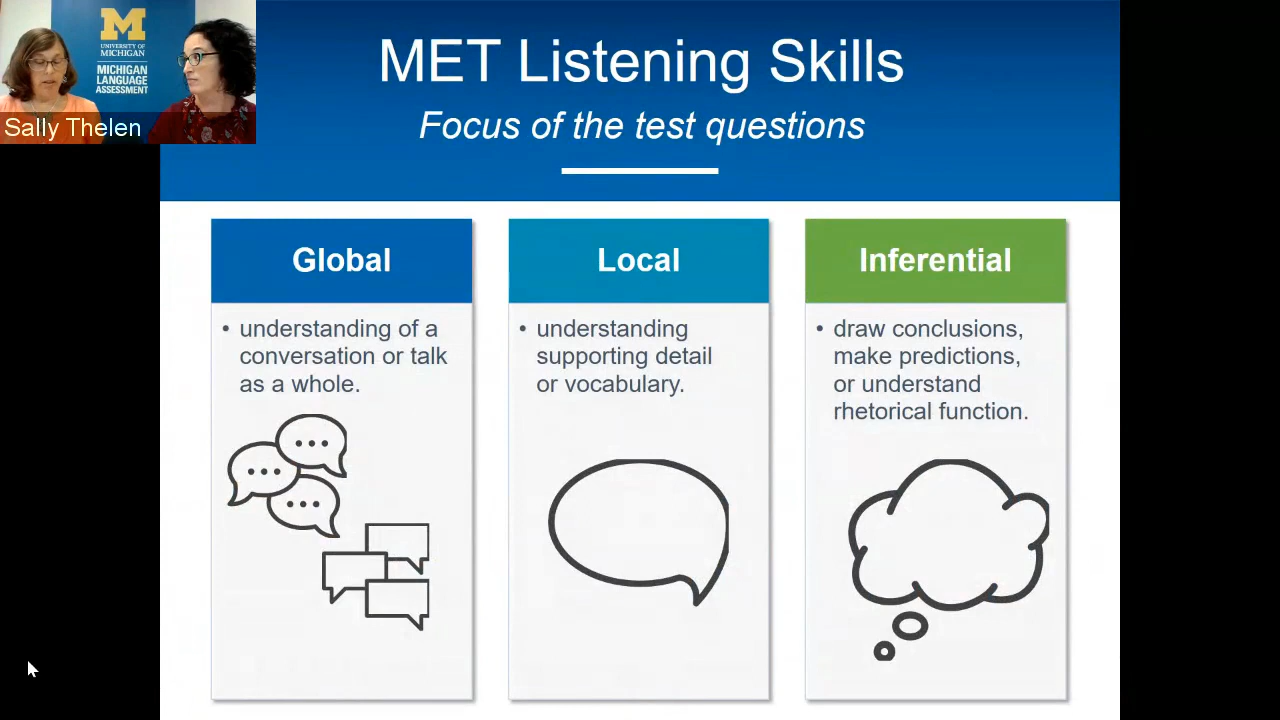 M
UNIVERSITY OF
MICHIGAN
MICHIGAN
LANGUAGE
ASSESSMENT
Sally Thelen
MET Listening Skills
Focus of the test questions
Global
• understanding of a
conversation or talk
as a whole.
Local
• understanding
supporting detail
or vocabulary.
Inferential
• draw conclusions,
make predictions,
or understand
rhetorical function.